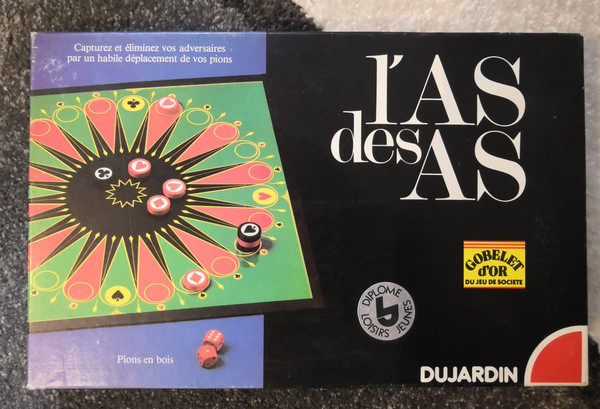 Capturez et éliminez vos adversaires
par un habile déplacement de vos pions
l'AS
des AS
GOBELET
d'OR
DU JEU DE SOCIETE
DIPLOME
LOISIRS JEUNES
Pions en bois
DUJARDIN